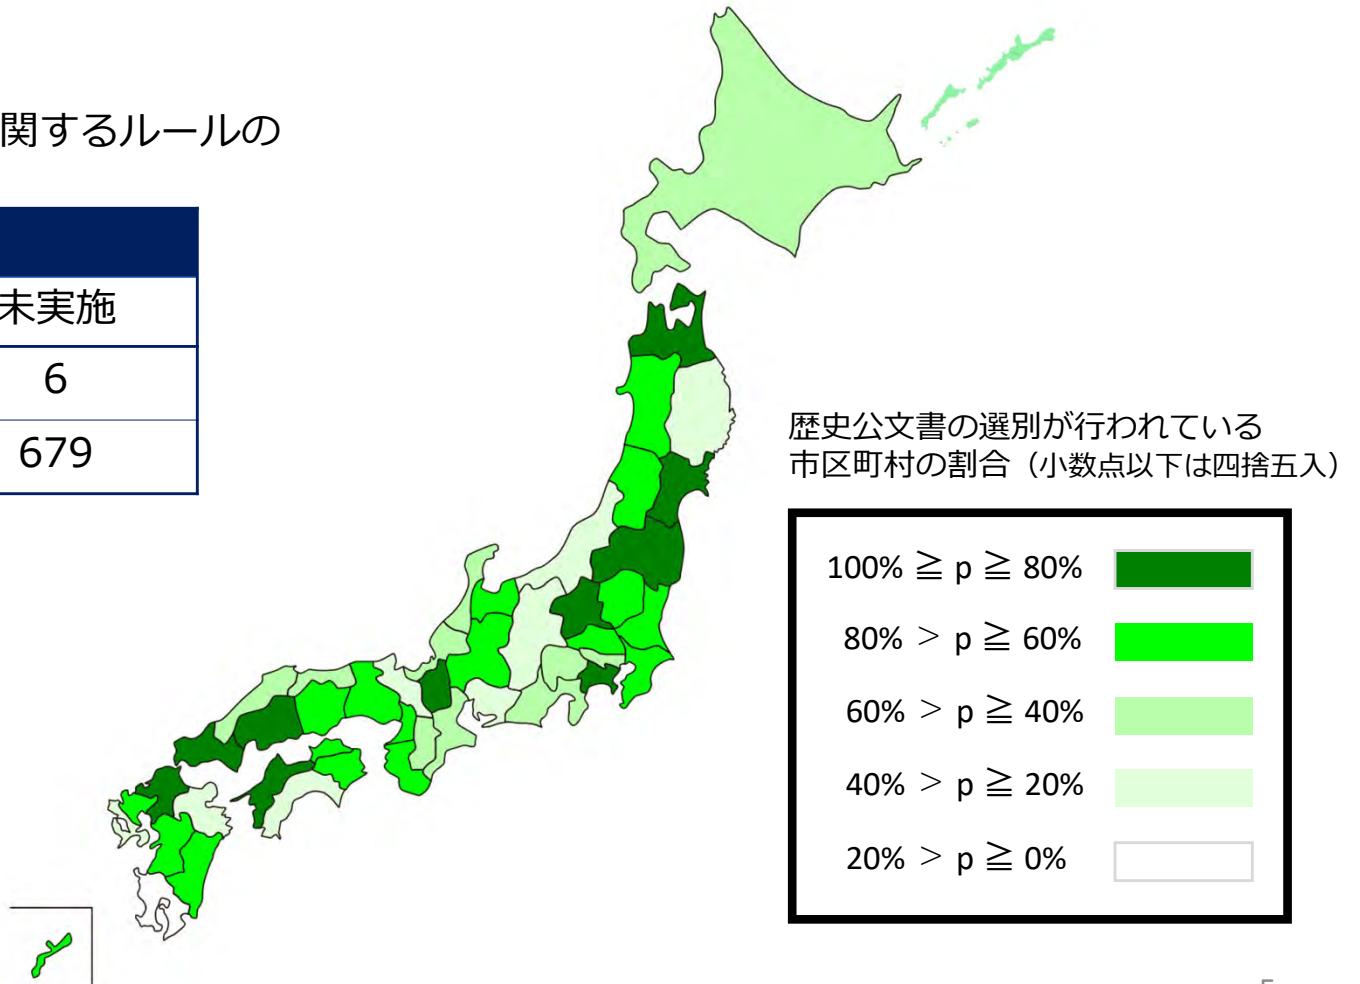 関するルールの
未実施
6
679
歴史公文書の選別が行われている
市区町村の割合（小数点以下は四捨五入）
100% ≧ p ≧ 80%
80% ＞ p ≧ 60%
60% ＞ p ≧ 40%
40% ＞ p ≧ 20%
20% ＞ p ≧ 0%